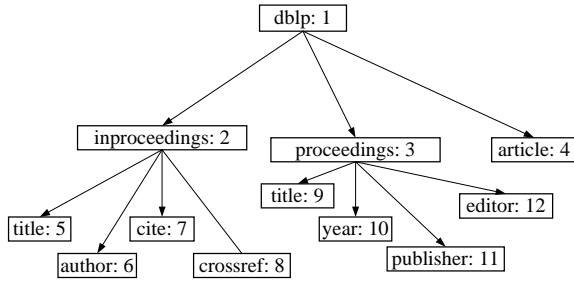 dblp: 1
inproceedings: 2
proceedings: 3
article: 4
title: 5
author: 6
cite: 7
crossref: 8
title: 9
year: 10
publisher: 11
editor: 12